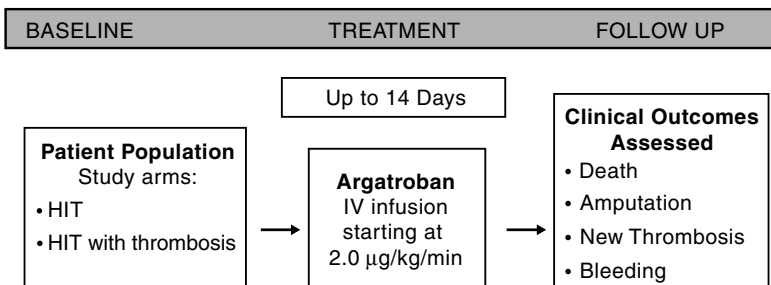 BASELINE
TREATMENT
FOLLOW UP
Up to 14 Days
Patient Population
Study arms:
• HIT
• HIT with thrombosis
Argatroban
IV infusion
starting at
2.0 μg/kg/min
Clinical Outcomes
Assessed
• Death
• Amputation
• New Thrombosis
• Bleeding